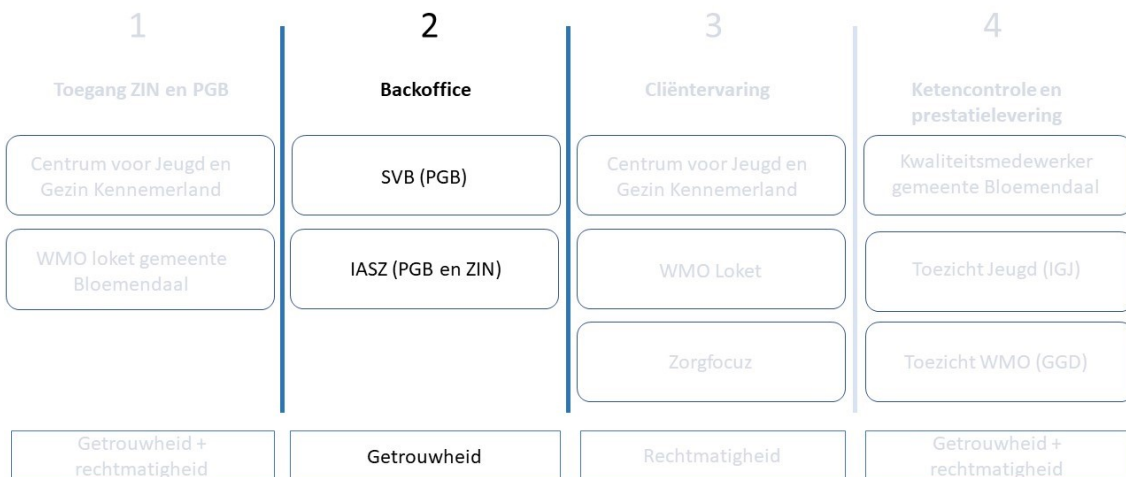 1
2
3
4
Toegang ZIN en PGB
Backoffice
Cliëntervaring
Ketencontrole en
prestatielevering
Centrum voor Jeugd en
Gezin Kennemerland
SVB (PGB)
Centrum voor Jeugd en
Gezin Kennemerland
Kwaliteitsmedewerker
gemeente Bloemendaal
WMO loket gemeente
Bloemendaal
IASZ (PGB en ZIN)
WMO Loket
Toezicht Jeugd (IGJ)
Zorgfocuz
Toezicht WMO (GGD)
Getrouwheid +
rechtmatigheid
Getrouwheid
Rechtmatigheid
Getrouwheid +
rechtmatigheid